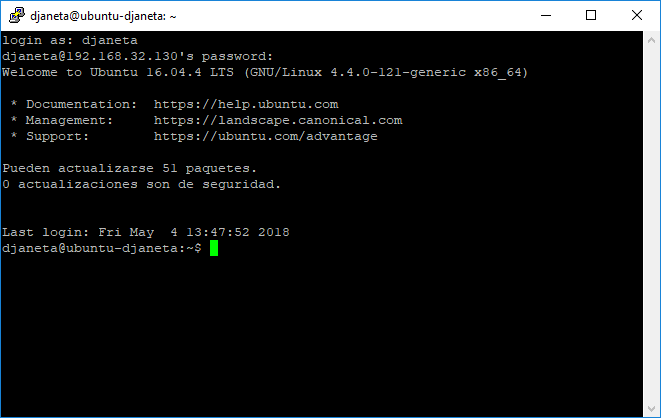 djaneta@ubuntu-djaneta: ~
login as: djaneta
djaneta@192.168.32.130's password:
Welcome to Ubuntu 16.04.4 LTS (GNU/Linux 4.4.0-121-generic x86_64)
* Documentation:  https://help.ubuntu.com
* Management:     https://landscape.canonical.com
* Support:        https://ubuntu.com/advantage
Pueden actualizarse 51 paquetes.
0 actualizaciones son de seguridad.
Last login: Fri May  4 13:47:52 2018
djaneta@ubuntu-djaneta:~$